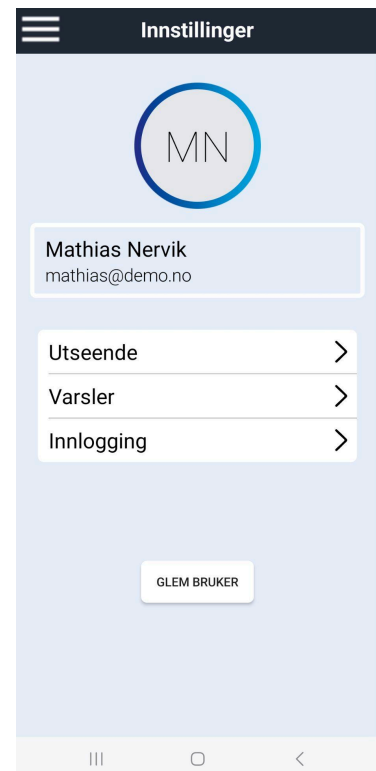 Innstillinger
MN
Mathias Nervik
mathias@demo.no
Utseende
Varsler
Innlogging
GLEM BRUKER